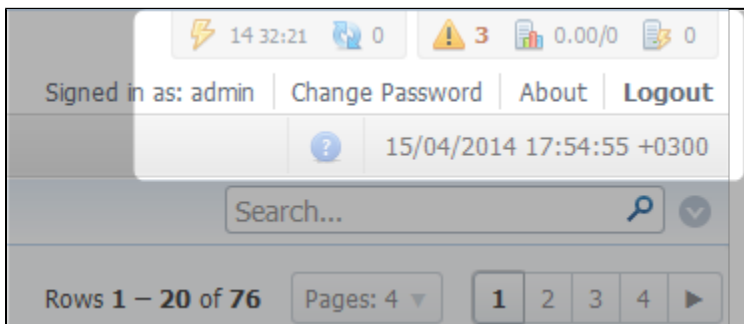 14 32:21 0 3 0.00/0 0
Signed in as: admin Change Password About Logout
? 15/04/2014 17:54:55 +0300
Search...
Rows 1 – 20 of 76 Pages: 4 1 2 3 4